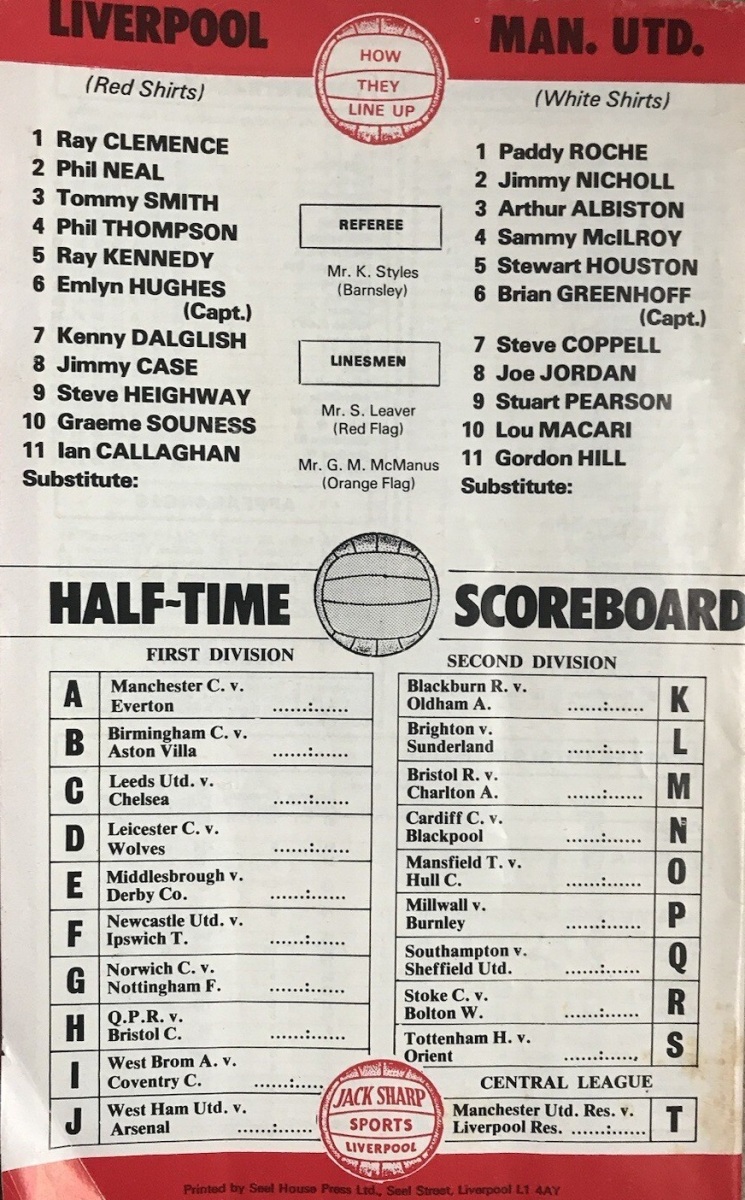 LIVERPOOL
(Red Shirts)
1 Ray CLEMENCE
2 Phil NEAL
3 Tommy SMITH
4 Phil THOMPSON
5 Ray KENNEDY
6 Emlyn HUGHES
(Capt.)
7 Kenny DALGLISH
8 Jimmy CASE
9 Steve HEIGHWAY
10 Graeme SOUNESS
11 Ian CALLAGHAN
Substitute:
HOW
THEY
LINE UP
REFEREE
Mr. K. Styles
(Barnsley)
LINESMEN
Mr. S. Leaver
(Red Flag)
Mr. G. M. McManus
(Orange Flag)
MAN. UTD.
(White Shirts)
1 Paddy ROCHE
2 Jimmy NICHOLL
3 Arthur ALBISTON
4 Sammy McILROY
5 Stewart HOUSTON
6 Brian GREENHOFF
(Capt.)
7 Steve COPPELL
8 Joe JORDAN
9 Stuart PEARSON
10 Lou MACARI
11 Gordon HILL
Substitute:
HALF-TIME SCOREBOARD
FIRST DIVISION
A Manchester C. v.
Everton ......:......
B Birmingham C. v.
Aston Villa ......:......
C Leeds Utd. v.
Chelsea ......:......
D Leicester C. v.
Wolves ......:......
E Middlesbrough v.
Derby Co. ......:......
F Newcastle Utd. v.
Ipswich T. ......:......
G Norwich C. v.
Nottingham F. ......:......
H Q.P.R. v.
Bristol C. ......:......
I West Brom A. v.
Coventry C. ......:......
J West Ham Utd. v.
Arsenal ......:......
SECOND DIVISION
Blackburn R. v. K
Oldham A. ......:......
Brighton v. L
Sunderland ......:......
Bristol R. v. M
Charlton A. ......:......
Cardiff C. v. N
Blackpool ......:......
Mansfield T. v. O
Hull C. ......:......
Millwall v. P
Burnley ......:......
Southampton v. Q
Sheffield Utd. ......:......
Stoke C. v. R
Bolton W. ......:......
Tottenham H. v. S
Orient ......:......
CENTRAL LEAGUE
Manchester Utd. Res. v. T
Liverpool Res. ......:......
JACK SHARP
SPORTS
LIVERPOOL
Printed by Seel House Press Ltd., Seel Street, Liverpool L1 4AY